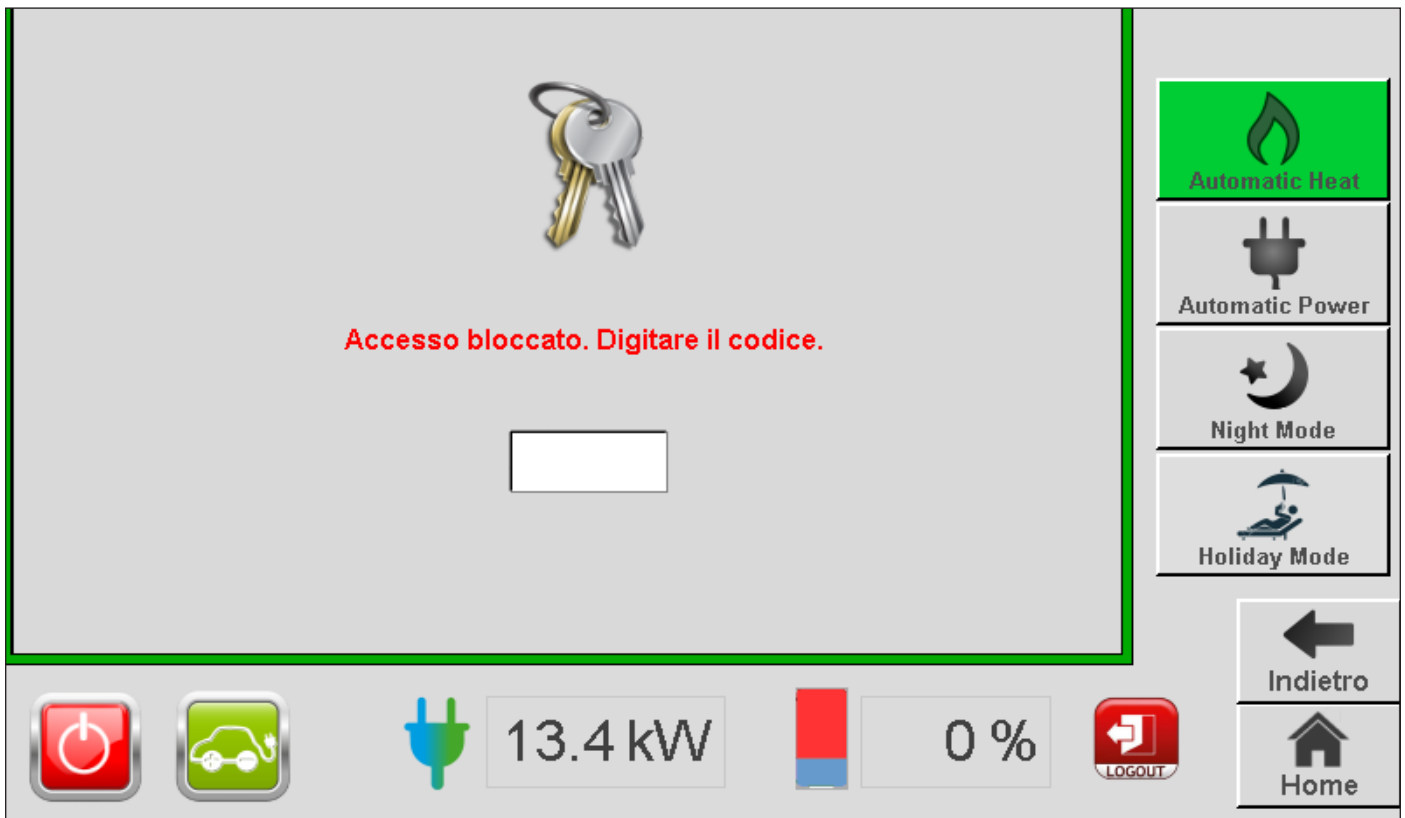 Automatic Heat
Automatic Power
Accesso bloccato. Digitare il codice.
Night Mode
Holiday Mode
Indietro
13.4 kW
0 %
LOGOUT
Home